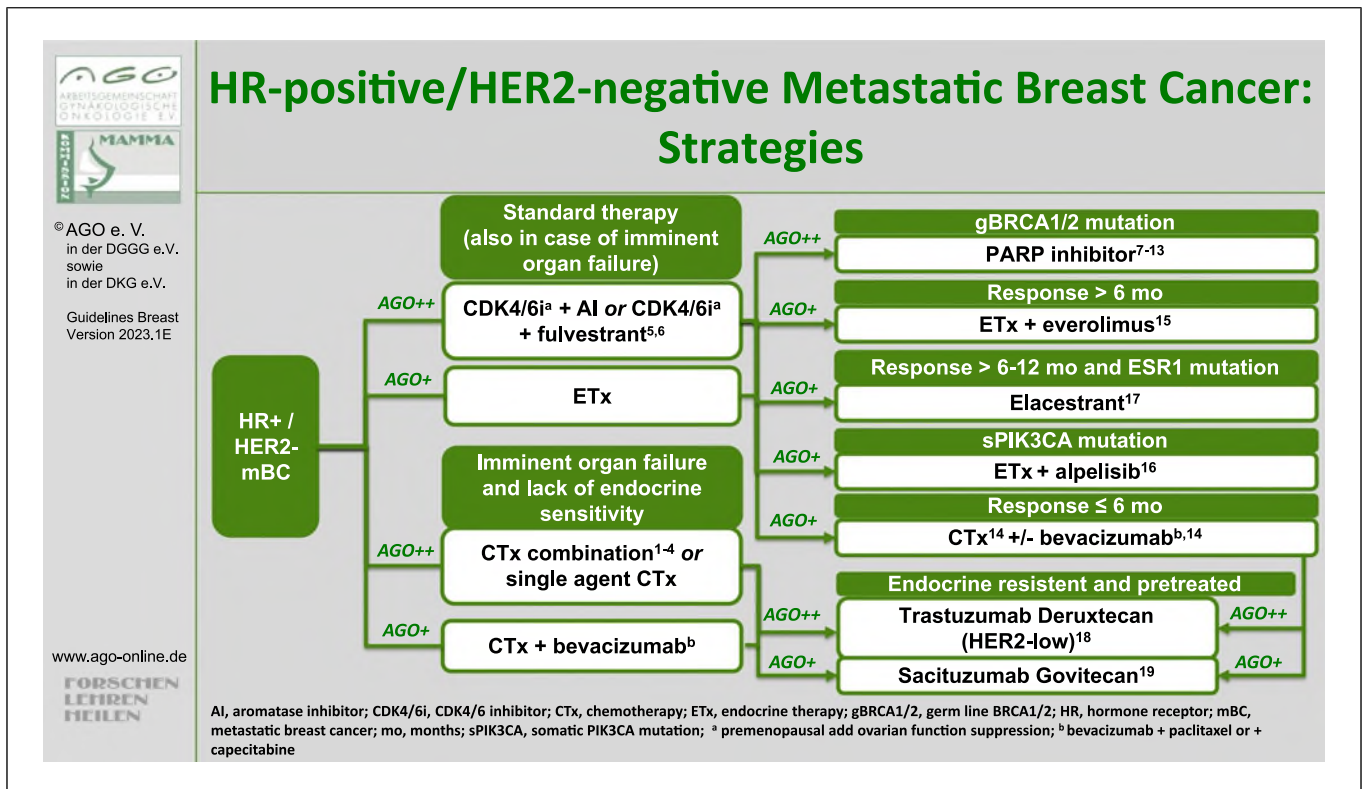 AGO
ARBEITSGEMEINSCHAFT
GYNÄKOLOGISCHE
ONKOLOGIE E.V.
KOMMISSION
MAMMA
© AGO e. V.
in der DGGG e.V.
sowie
in der DKG e.V.
Guidelines Breast
Version 2023.1E
www.ago-online.de
FORSCHEN
LEHREN
HEILEN
HR-positive/HER2-negative Metastatic Breast Cancer:
Strategies
HR+ /
HER2-
mBC
AGO++
Standard therapy
(also in case of imminent
organ failure)
CDK4/6iᵃ + AI or CDK4/6iᵃ
+ fulvestrant⁵,⁶
AGO+
ETx
Imminent organ failure
and lack of endocrine
sensitivity
AGO++
CTx combination¹⁻⁴ or
single agent CTx
AGO+
CTx + bevacizumabᵇ
AGO++
gBRCA1/2 mutation
PARP inhibitor⁷⁻¹³
AGO+
Response > 6 mo
ETx + everolimus¹⁵
AGO+
Response > 6-12 mo and ESR1 mutation
Elacestrant¹⁷
AGO+
sPIK3CA mutation
ETx + alpelisib¹⁶
AGO+
Response ≤ 6 mo
CTx¹⁴ +/- bevacizumabᵇ,¹⁴
Endocrine resistent and pretreated
AGO++
Trastuzumab Deruxtecan
(HER2-low)¹⁸
AGO++
AGO+
Sacituzumab Govitecan¹⁹
AGO+
AI, aromatase inhibitor; CDK4/6i, CDK4/6 inhibitor; CTx, chemotherapy; ETx, endocrine therapy; gBRCA1/2, germ line BRCA1/2; HR, hormone receptor; mBC,
metastatic breast cancer; mo, months; sPIK3CA, somatic PIK3CA mutation; ᵃ premenopausal add ovarian function suppression; ᵇ bevacizumab + paclitaxel or +
capecitabine